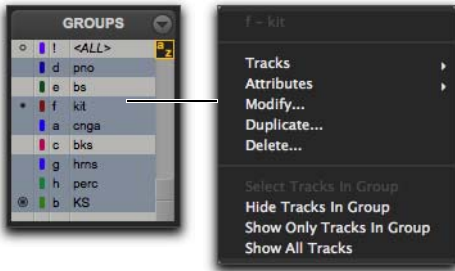 GROUPS
a z
! <ALL>
d pno
e bs
f kit
a cnga
c bks
g hrns
h perc
b KS
f - kit
Tracks
Attributes
Modify...
Duplicate...
Delete...
Select Tracks In Group
Hide Tracks In Group
Show Only Tracks In Group
Show All Tracks